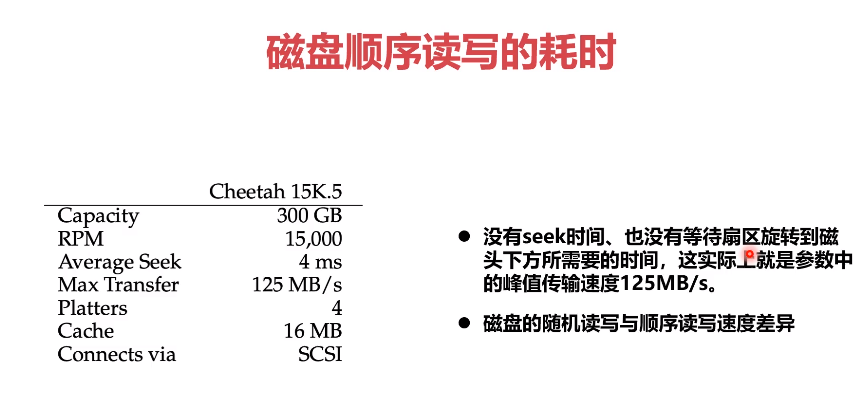 磁盘顺序读写的耗时
Cheetah 15K.5
Capacity 300 GB
RPM 15,000
Average Seek 4 ms
Max Transfer 125 MB/s
Platters 4
Cache 16 MB
Connects via SCSI
● 没有seek时间、也没有等待扇区旋转到磁
头下方所需要的时间，这实际上就是参数中
的峰值传输速度125MB/s。
● 磁盘的随机读写与顺序读写速度差异